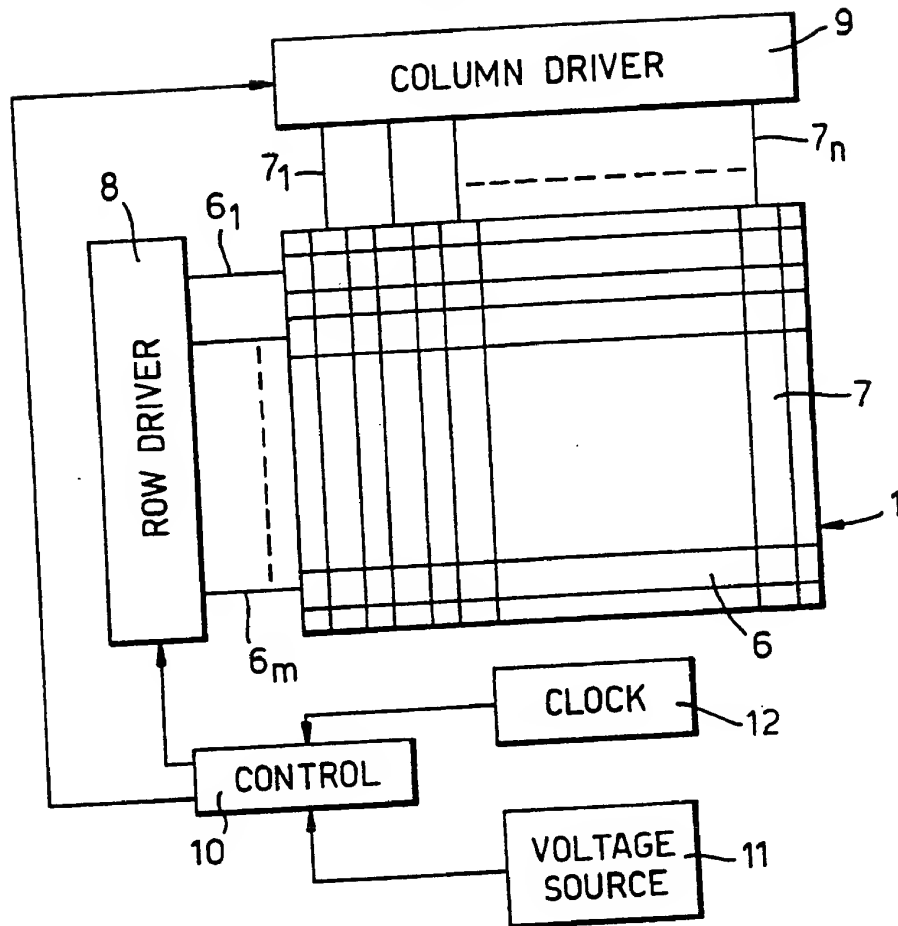 9
COLUMN DRIVER
7₁
7ₙ
8
6₁
ROW DRIVER
7
1
6
6ₘ
CLOCK
12
CONTROL
10
VOLTAGE
SOURCE
11